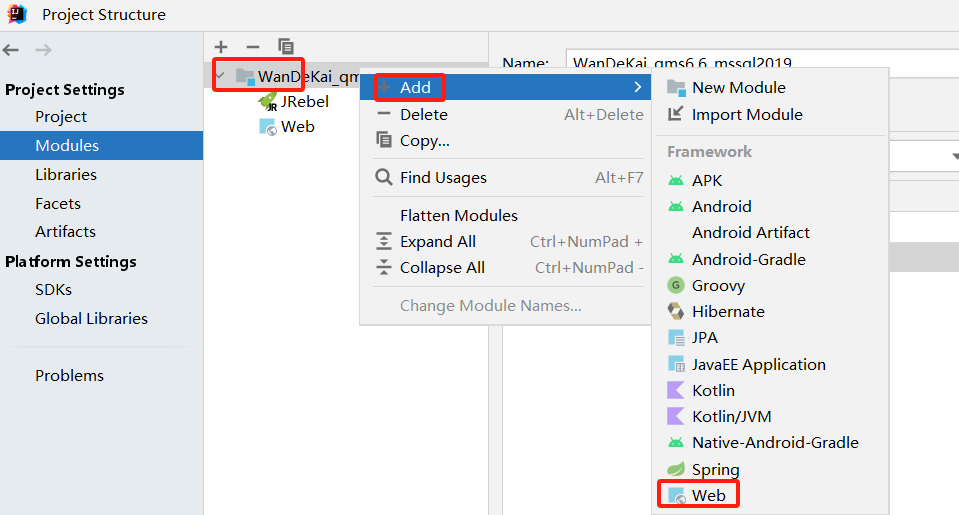 Project Structure
Project Settings
Project
Modules
Libraries
Facets
Artifacts
Platform Settings
SDKs
Global Libraries
Problems
WanDeKai_qm
JRebel
Web
Name:
WanDeKai_qms6.6_mssql2019
Add
Delete Alt+Delete
Copy...
Find Usages Alt+F7
Flatten Modules
Expand All Ctrl+NumPad +
Collapse All Ctrl+NumPad -
Change Module Names...
New Module
Import Module
Framework
APK
Android
Android Artifact
Android-Gradle
Groovy
Hibernate
JPA
JavaEE Application
Kotlin
Kotlin/JVM
Native-Android-Gradle
Spring
Web